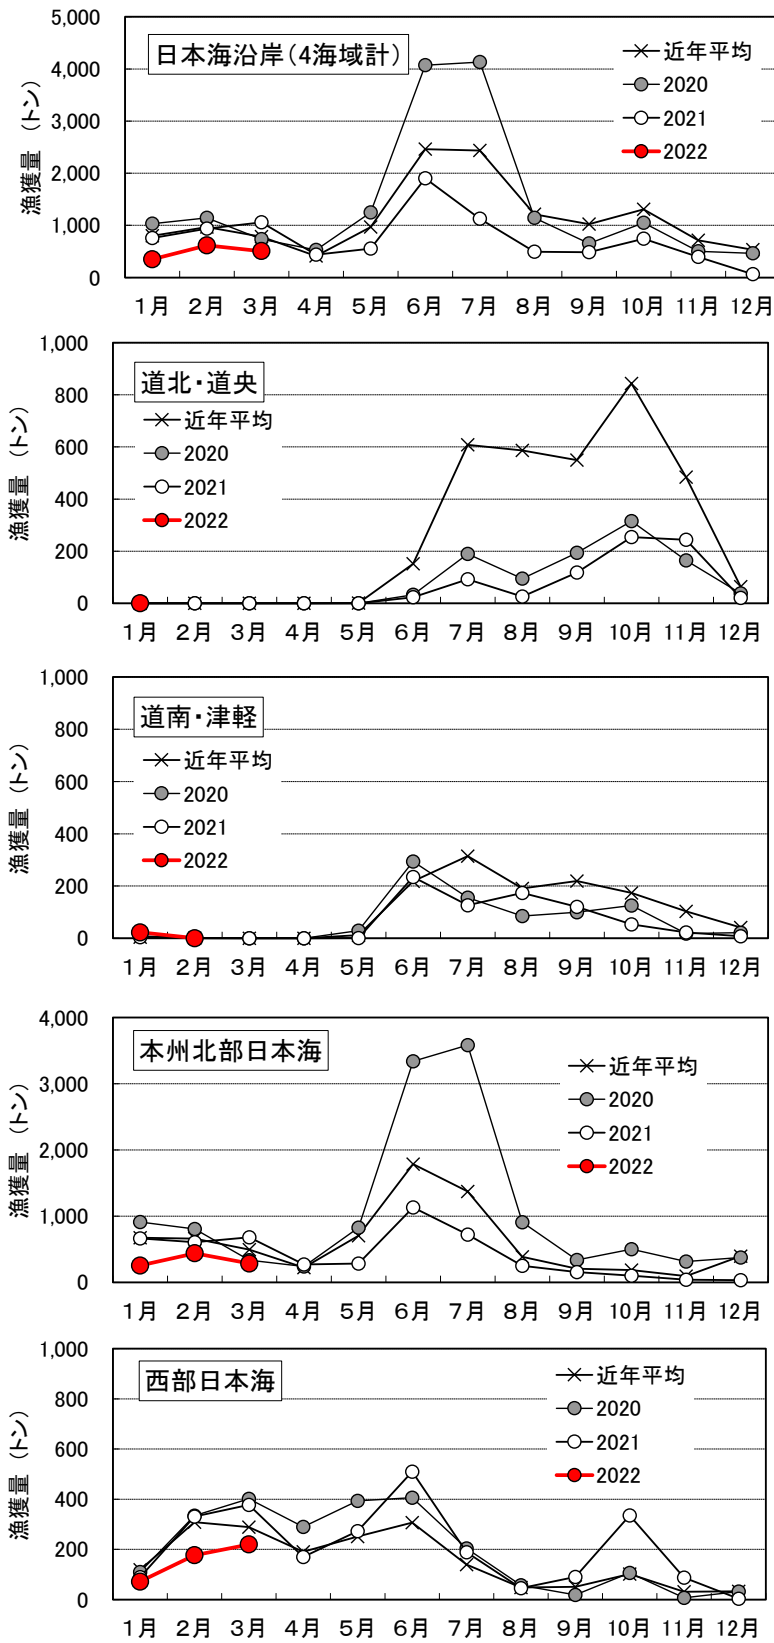 日本海沿岸(4海域計)
漁獲量 (トン)
5,000
4,000
3,000
2,000
1,000
0
近年平均
2020
2021
2022
1月 2月 3月 4月 5月 6月 7月 8月 9月 10月 11月 12月
道北・道央
漁獲量 (トン)
1,000
800
600
400
200
0
近年平均
2020
2021
2022
1月 2月 3月 4月 5月 6月 7月 8月 9月 10月 11月 12月
道南・津軽
漁獲量 (トン)
1,000
800
600
400
200
0
近年平均
2020
2021
2022
1月 2月 3月 4月 5月 6月 7月 8月 9月 10月 11月 12月
本州北部日本海
漁獲量 (トン)
4,000
3,000
2,000
1,000
0
近年平均
2020
2021
2022
1月 2月 3月 4月 5月 6月 7月 8月 9月 10月 11月 12月
西部日本海
漁獲量 (トン)
1,000
800
600
400
200
0
近年平均
2020
2021
2022
1月 2月 3月 4月 5月 6月 7月 8月 9月 10月 11月 12月